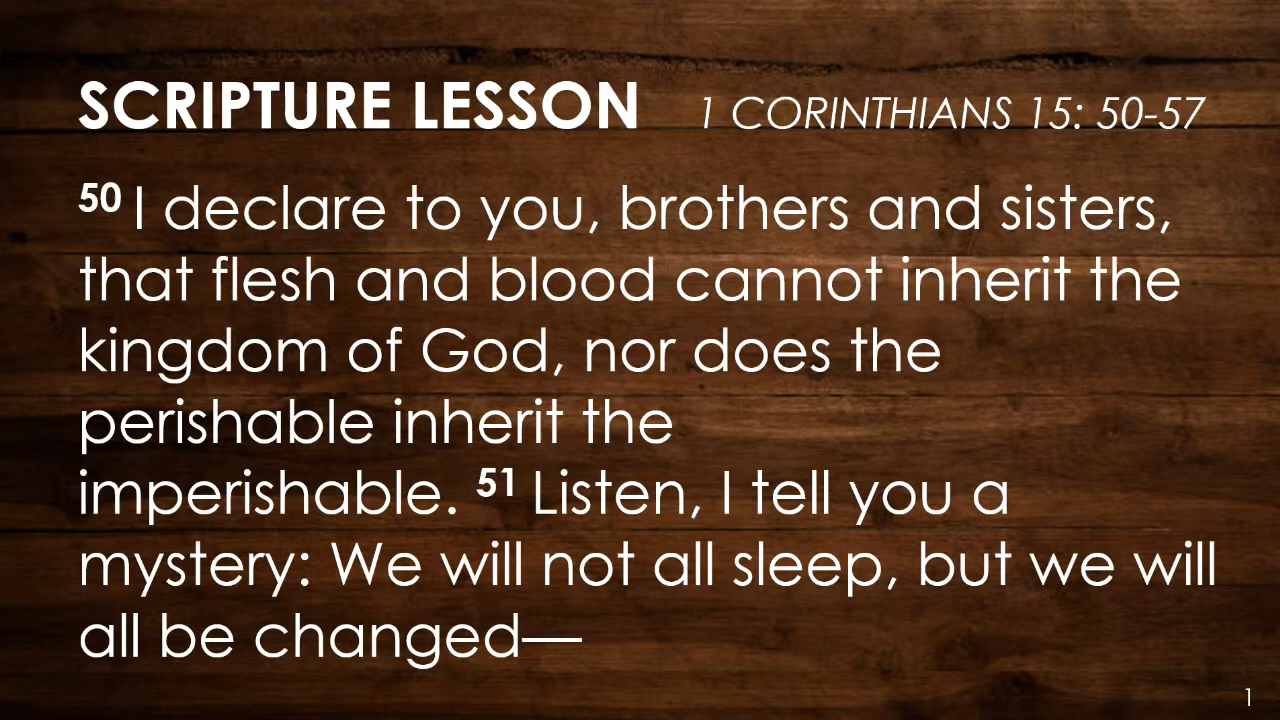 SCRIPTURE LESSON 1 CORINTHIANS 15: 50-57
50 I declare to you, brothers and sisters,
that flesh and blood cannot inherit the
kingdom of God, nor does the
perishable inherit the
imperishable. 51 Listen, I tell you a
mystery: We will not all sleep, but we will
all be changed—
1